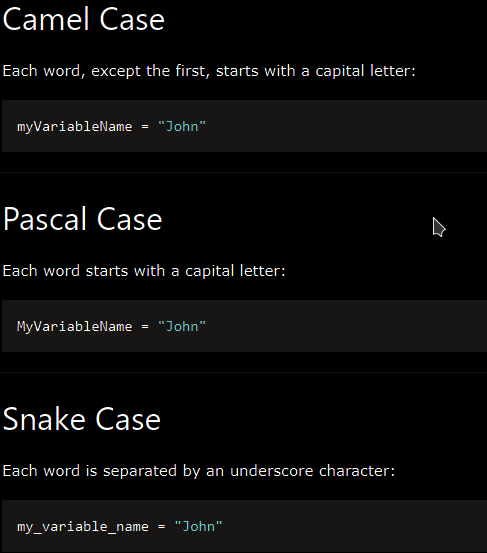 Camel Case
Each word, except the first, starts with a capital letter:
myVariableName = "John"
Pascal Case
Each word starts with a capital letter:
MyVariableName = "John"
Snake Case
Each word is separated by an underscore character:
my_variable_name = "John"